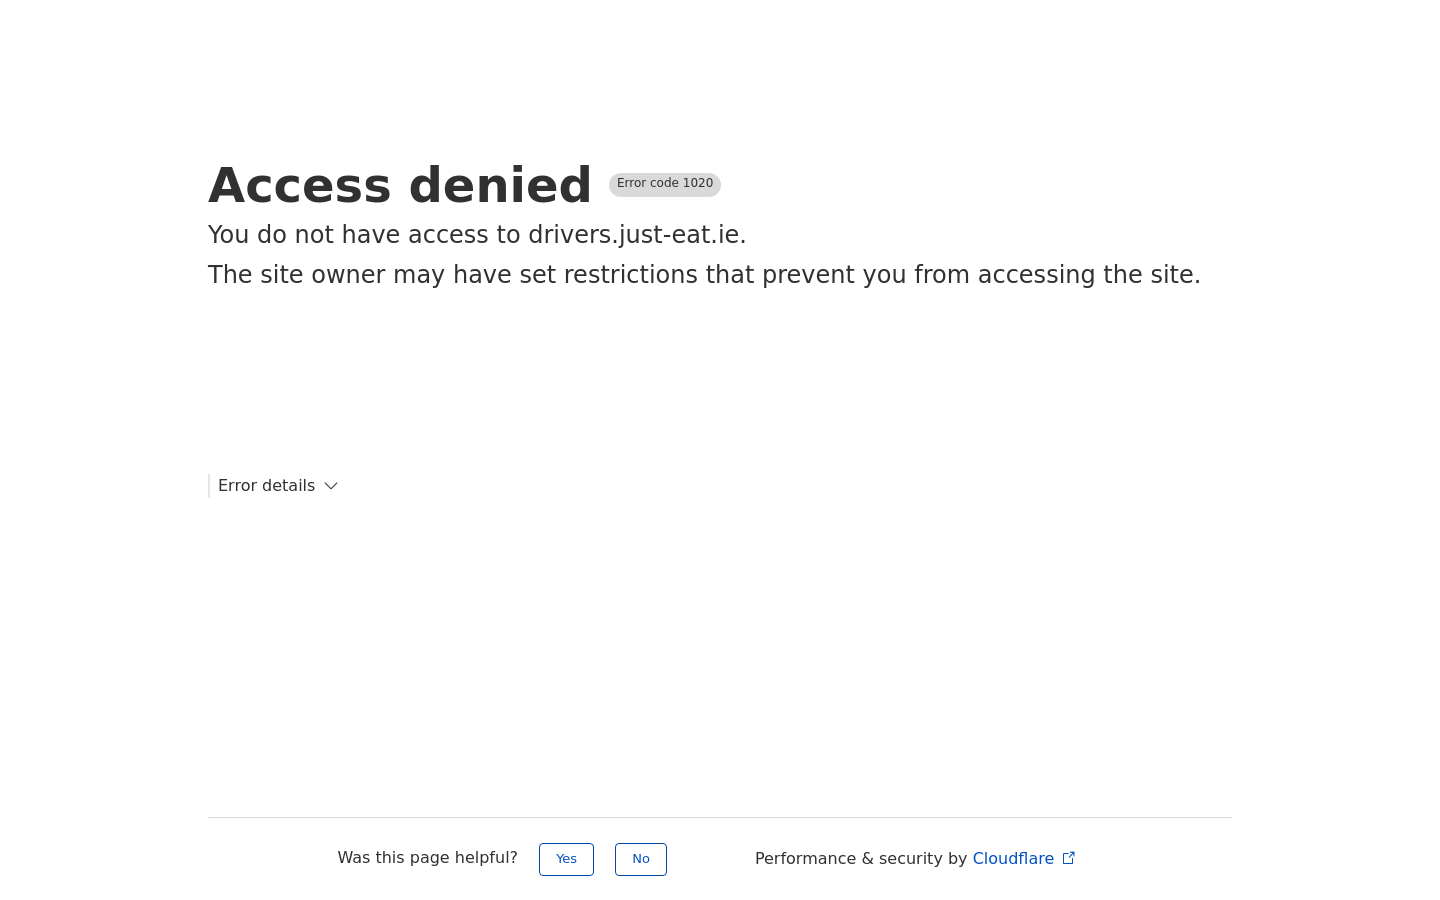 Access denied Error code 1020
You do not have access to drivers.just-eat.ie.
The site owner may have set restrictions that prevent you from accessing the site.
Error details
Was this page helpful? Yes No Performance & security by Cloudflare